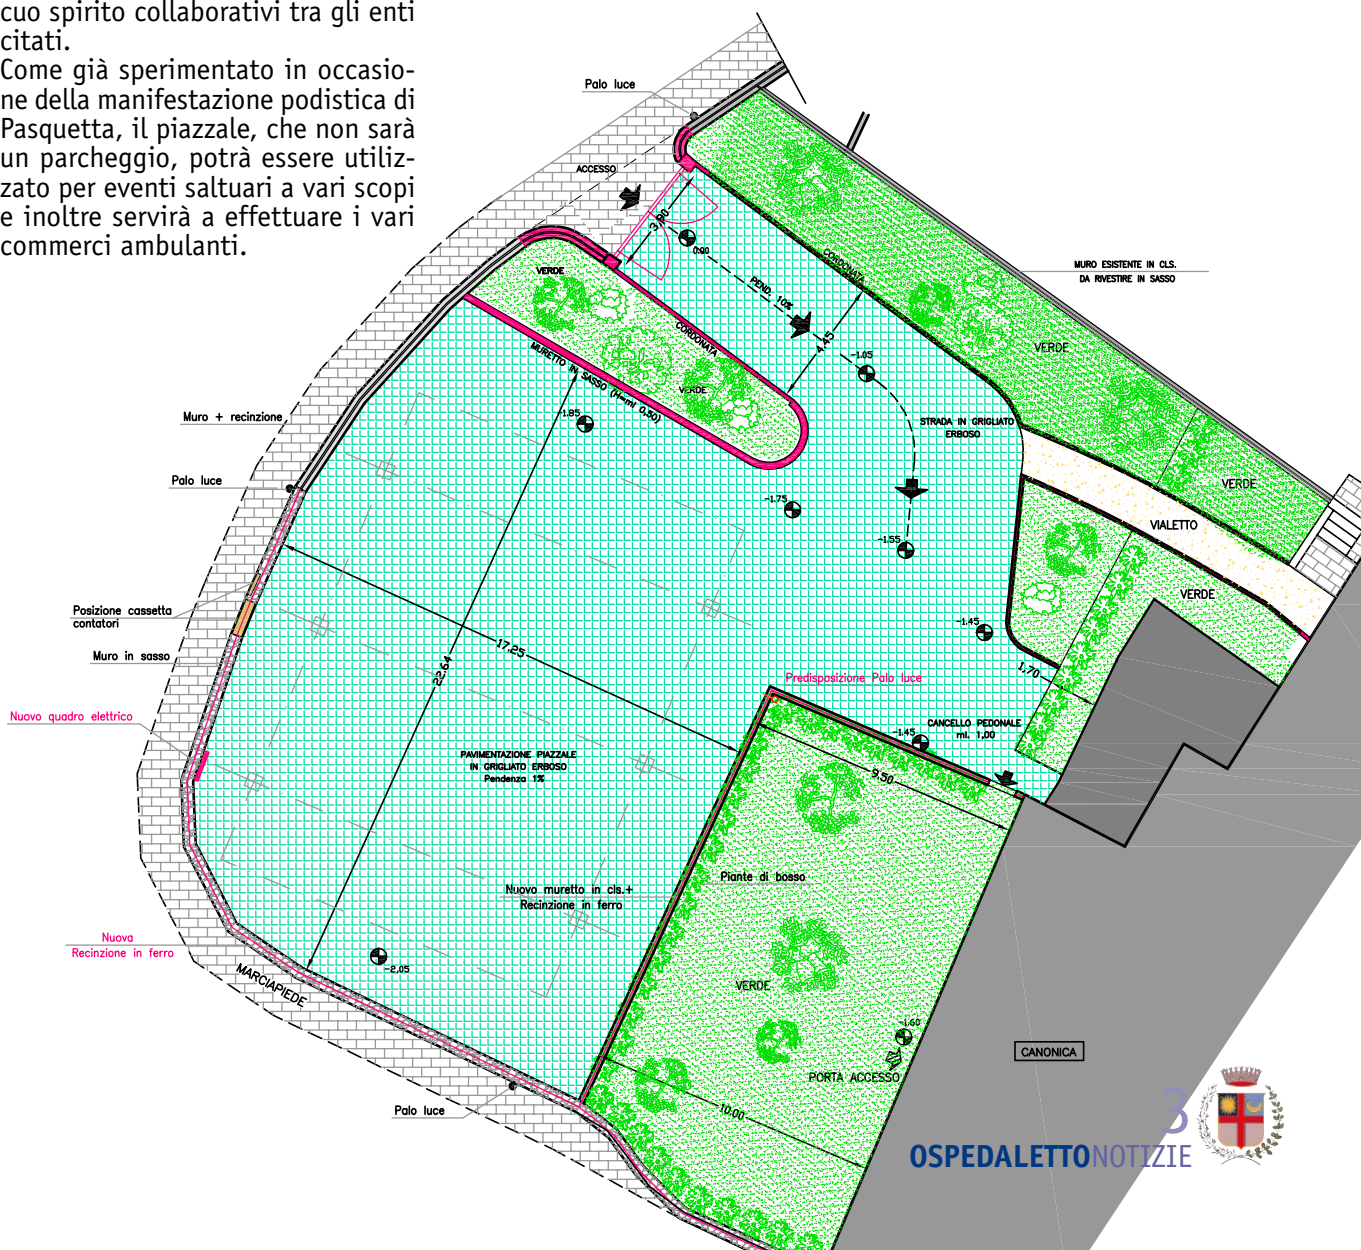 cuo spirito collaborativi tra gli enti
citati.
Come già sperimentato in occasio-
ne della manifestazione podistica di
Pasquetta, il piazzale, che non sarà
un parcheggio, potrà essere utiliz-
zato per eventi saltuari a vari scopi
e inoltre servirà a effettuare i vari
commerci ambulanti.
Palo luce
ACCESSO
3,90
0.00
PEND. 10%
CORDONATA
MURO ESISTENTE IN CLS.
DA RIVESTIRE IN SASSO
VERDE
VERDE
CORDONATA
4.45
-1.05
MURETTO IN SASSO (H=ml 0,50)
VERDE
Muro + recinzione
-1.85
STRADA IN GRIGLIATO
ERBOSO
Palo luce
VERDE
-1.75
VIALETTO
-1.55
Posizione cassetta
contatori
VERDE
-1.45
Muro in sasso
17.25
22.64
1,70
Predisposizione Palo luce
Nuovo quadro elettrico
CANCELLO PEDONALE
ml. 1,00
-1.45
PAVIMENTAZIONE PIAZZALE
IN GRIGLIATO ERBOSO
Pendenza 1%
9.50
Piante di bosso
Nuovo muretto in cls.+
Recinzione in ferro
Nuova
Recinzione in ferro
MARCIAPIEDE
-2,05
VERDE
-1.60
CANONICA
PORTA ACCESSO
Palo luce
10.00
3
OSPEDALETTONOTIZIE